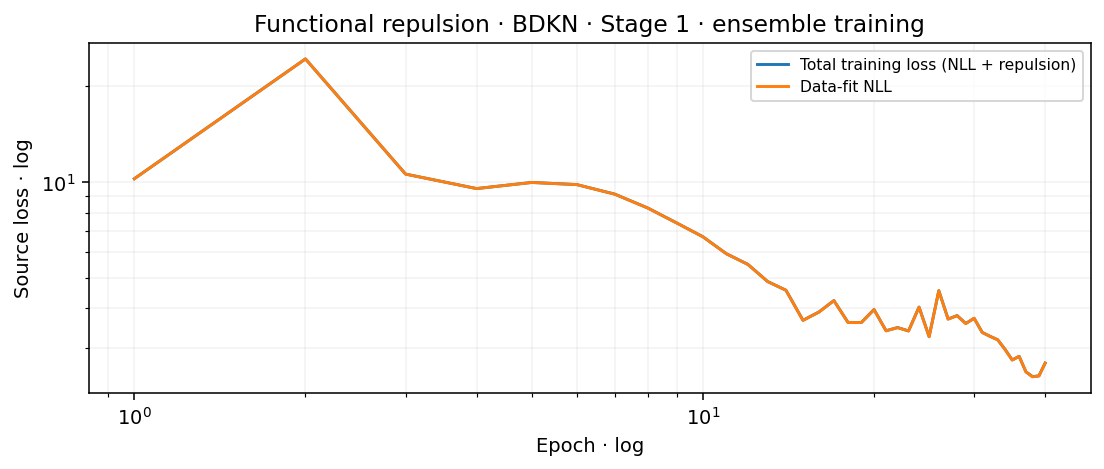 Functional repulsion · BDKN · Stage 1 · ensemble training
Total training loss (NLL + repulsion)
Data-fit NLL
Source loss · log
10¹
10⁰
10¹
Epoch · log